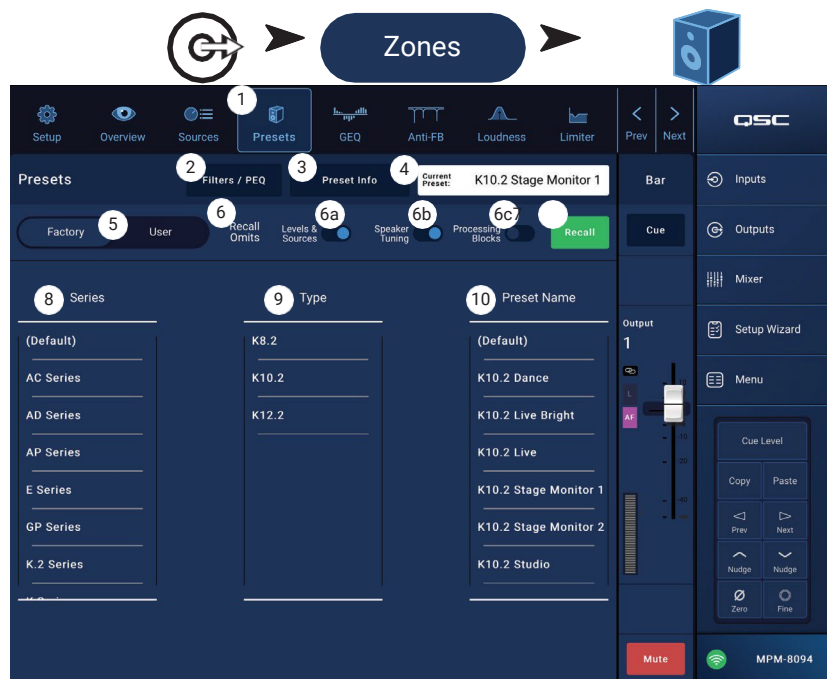 Zones
1
Setup
Overview
Sources
Presets
GEQ
Anti-FB
Loudness
Limiter
Prev
Next
QSC
Presets
2
Filters / PEQ
3
Preset Info
4
Current
Preset:
K10.2 Stage Monitor 1
Bar
Inputs
Factory
5
User
6
Recall
Omits
6a
Levels &
Sources
6b
Speaker
Tuning
6c7
Processing
Blocks
Recall
Cue
Outputs
Mixer
8 Series
9 Type
10 Preset Name
(Default)
AC Series
AD Series
AP Series
E Series
GP Series
K.2 Series
K8.2
K10.2
K12.2
(Default)
K10.2 Dance
K10.2 Live Bright
K10.2 Live
K10.2 Stage Monitor 1
K10.2 Stage Monitor 2
K10.2 Studio
Output
1
L
AF
10
10
20
40
Mute
Setup Wizard
Menu
Cue Level
Copy
Paste
Prev
Next
Nudge
Nudge
Zero
Fine
MPM-8094